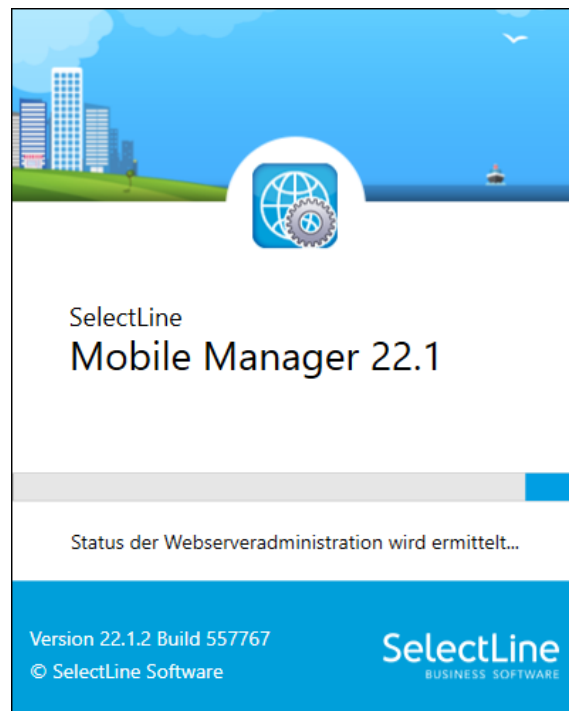 SelectLine
Mobile Manager 22.1
Status der Webserveradministration wird ermittelt...
Version 22.1.2 Build 557767
© SelectLine Software
SelectLine
BUSINESS SOFTWARE